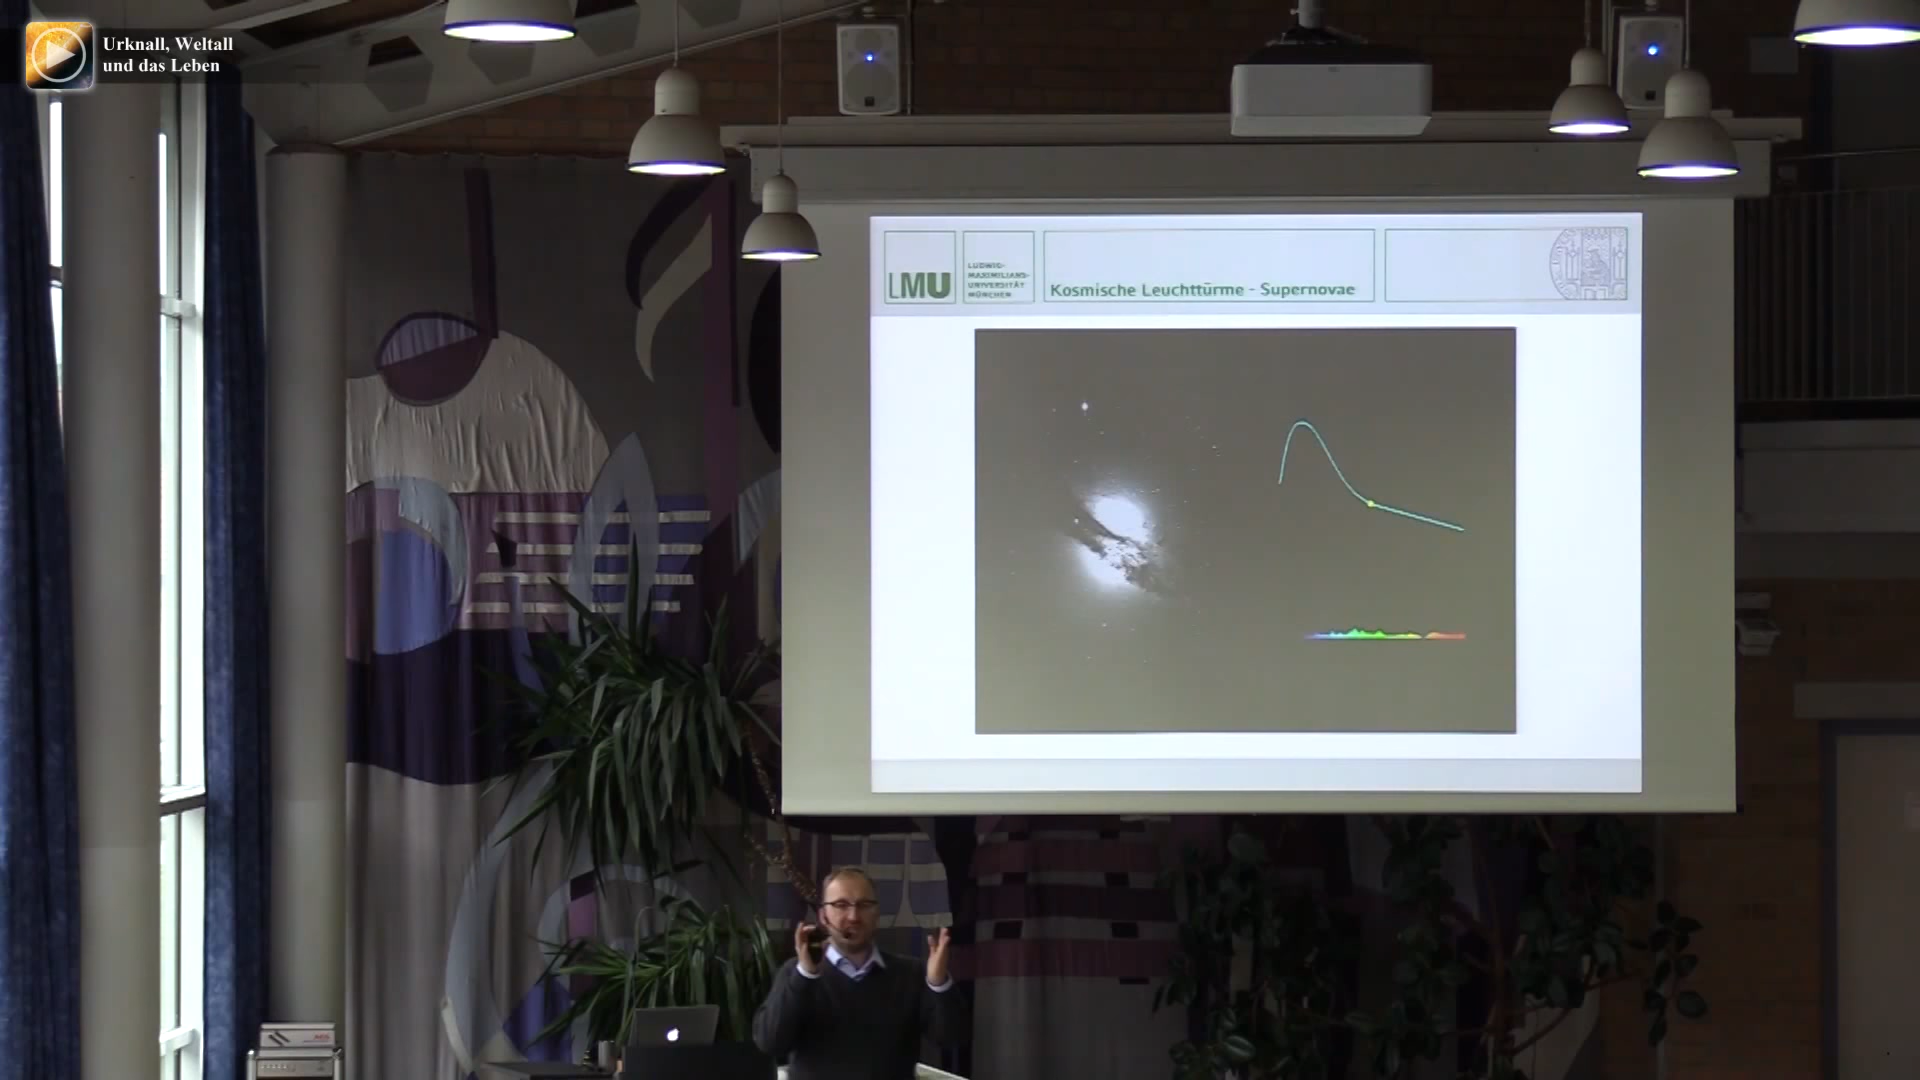 Urknall, Weltall
und das Leben
LMU
LUDWIG-
MAXIMILIANS-
UNIVERSITÄT
MÜNCHEN
Kosmische Leuchttürme - Supernovae